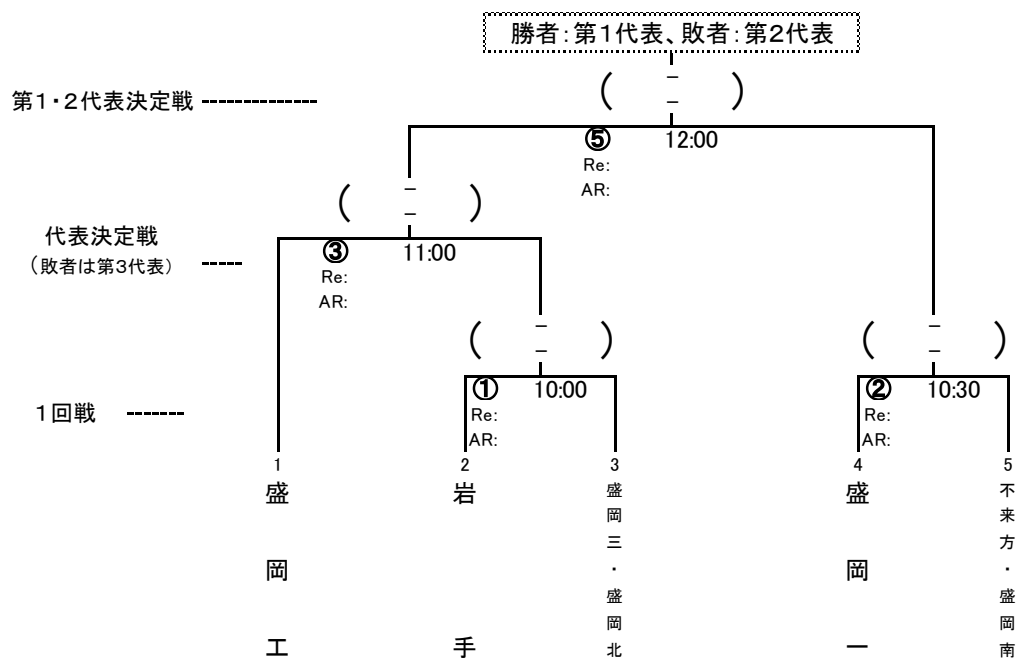 勝者:第1代表、敗者:第2代表
第1・2代表決定戦
( − − )
⑤ 12:00
Re:
AR:
( − − )
代表決定戦
(敗者は第3代表)
③ 11:00
Re:
AR:
( − − )
( − − )
1回戦
① 10:00
Re:
AR:
② 10:30
Re:
AR:
1
盛岡工
2
岩手
3
盛岡三・盛岡北
4
盛岡一
5
不来方・盛岡南